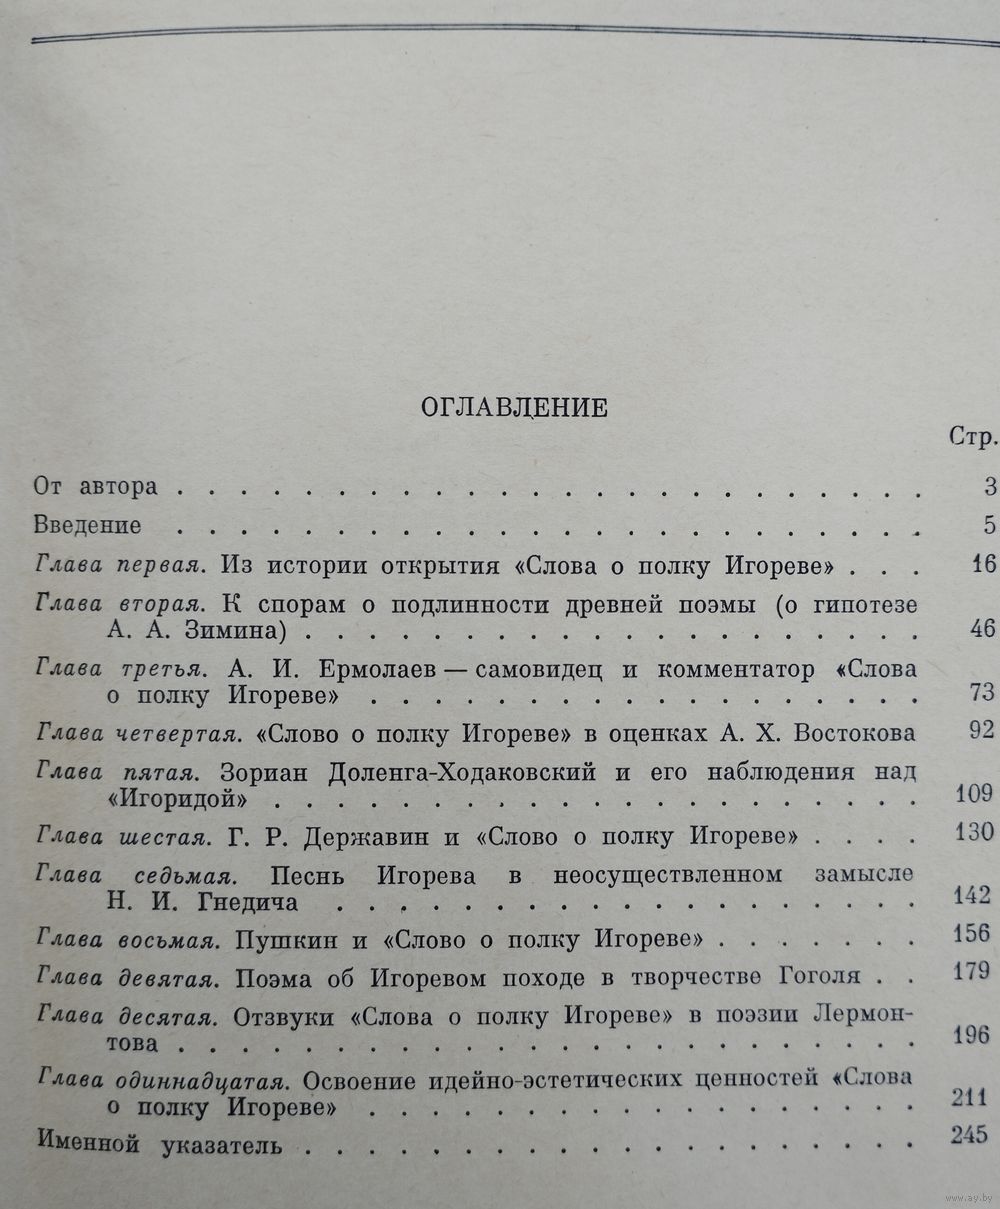 ОГЛАВЛЕНИЕ
Стр.
От автора . . . . . . . . . . . . . . . . . . . . . . . . 3
Введение . . . . . . . . . . . . . . . . . . . . . . . . 5
Глава первая. Из истории открытия «Слова о полку Игореве» . . . 16
Глава вторая. К спорам о подлинности древней поэмы (о гипотезе
А. А. Зимина) . . . . . . . . . . . . . . . . . . . . 46
Глава третья. А. И. Ермолаев — самовидец и комментатор «Слова
о полку Игореве» . . . . . . . . . . . . . . . . . . 73
Глава четвертая. «Слово о полку Игореве» в оценках А. Х. Востокова 92
Глава пятая. Зориан Доленга-Ходаковский и его наблюдения над
«Игоридой» . . . . . . . . . . . . . . . . . . . . . 109
Глава шестая. Г. Р. Державин и «Слово о полку Игореве» . . . . 130
Глава седьмая. Песнь Игорева в неосуществленном замысле
Н. И. Гнедича . . . . . . . . . . . . . . . . . . . 142
Глава восьмая. Пушкин и «Слово о полку Игореве» . . . . . . . 156
Глава девятая. Поэма об Игоревом походе в творчестве Гоголя . . 179
Глава десятая. Отзвуки «Слова о полку Игореве» в поэзии Лермон-
това . . . . . . . . . . . . . . . . . . . . . . . . 196
Глава одиннадцатая. Освоение идейно-эстетических ценностей «Слова
о полку Игореве» . . . . . . . . . . . . . . . . . . 211
Именной указатель . . . . . . . . . . . . . . . . . . . . 245
www.ay.by